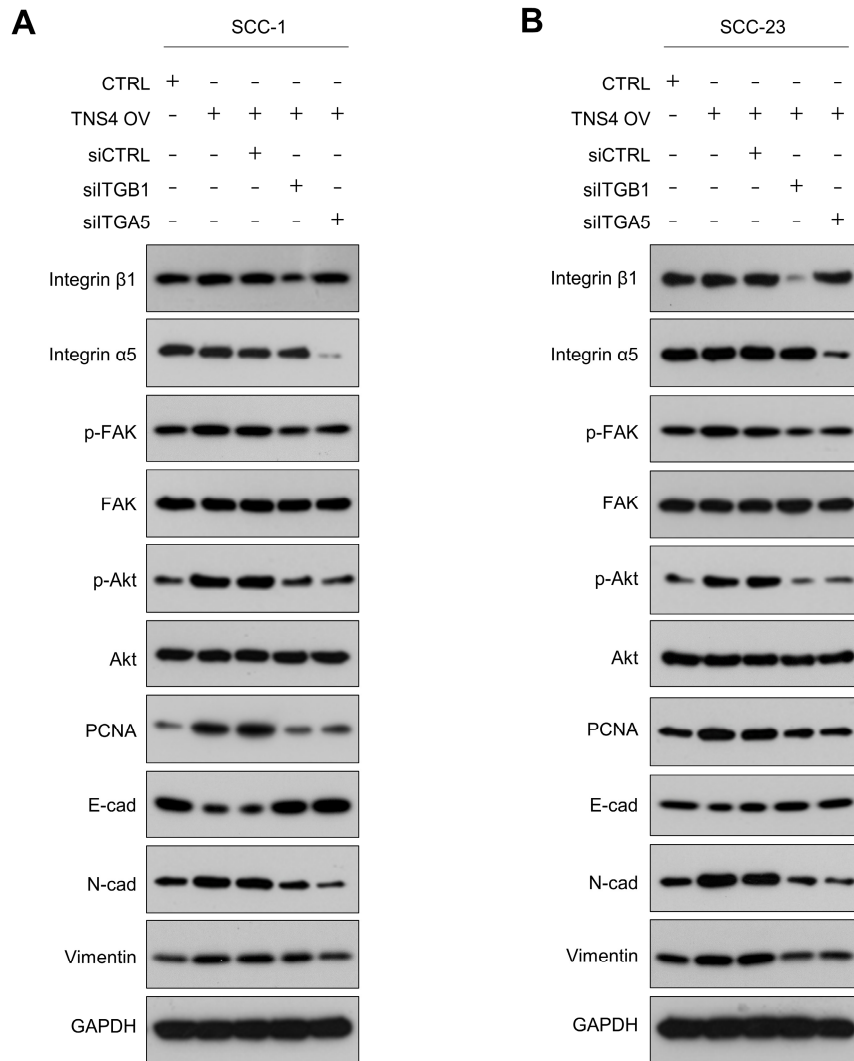 A
SCC-1
CTRL + – – – –
TNS4 OV - + + + +
siCTRL - – + – –
siITGB1 - – – + –
siITGA5 – – – – +
Integrin β1
Integrin α5
p-FAK
FAK
p-Akt
Akt
PCNA
E-cad
N-cad
Vimentin
GAPDH
B
SCC-23
CTRL + – – – –
TNS4 OV - + + + +
siCTRL - – + – –
siITGB1 - – – + –
siITGA5 – – – – +
Integrin β1
Integrin α5
p-FAK
FAK
p-Akt
Akt
PCNA
E-cad
N-cad
Vimentin
GAPDH